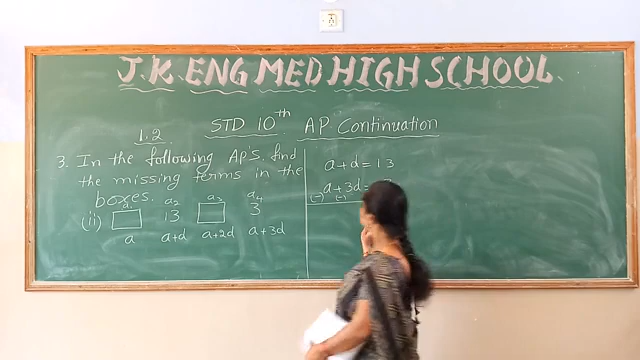 J.K. ENG MED HIGH SCHOOL
STD 10th A.P. Continuation
1.2
3. In the following AP'S, find
the missing terms in the
boxes.
a1 a2 a3 a4
(ii) 13 3
a a+d a+2d a+3d
a+d=13
a+3d=
(-) (-)